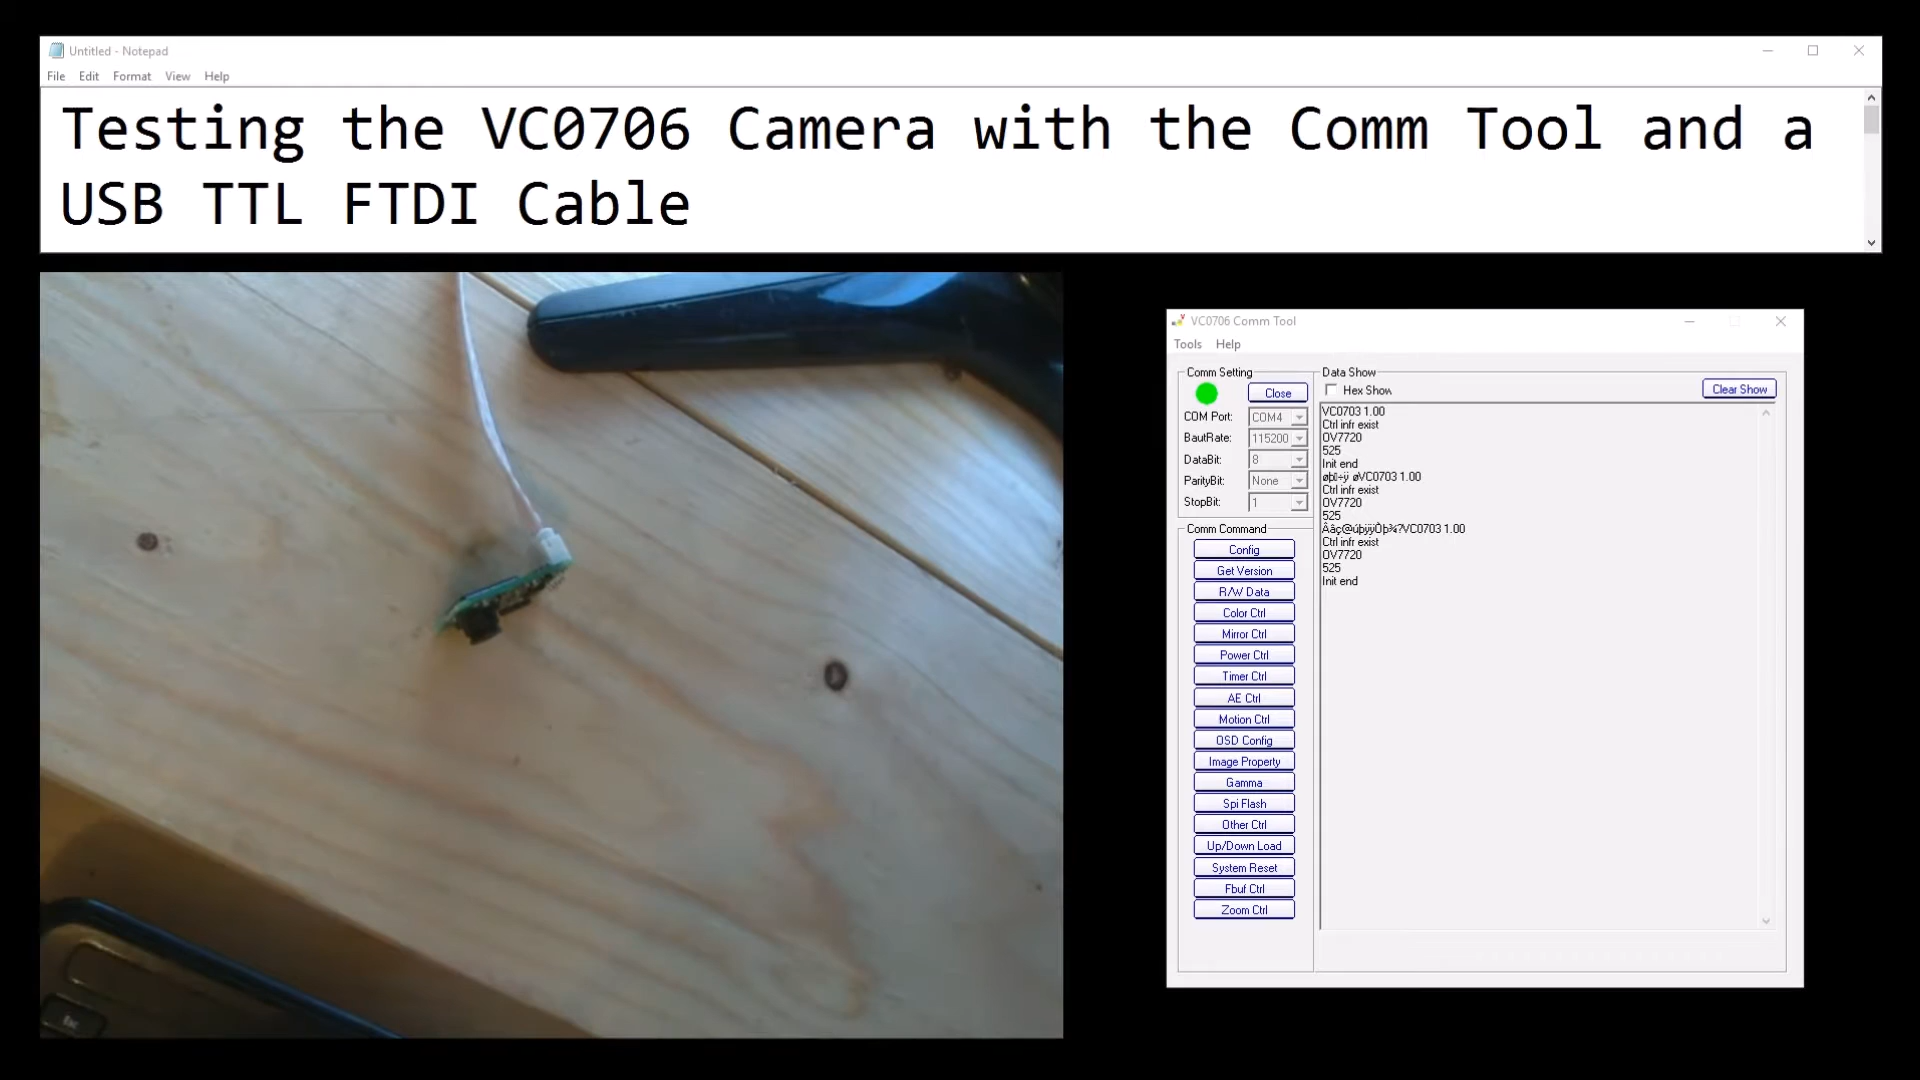 Untitled - Notepad
File Edit Format View Help
Testing the VC0706 Camera with the Comm Tool and a
USB TTL FTDI Cable
VC0706 Comm Tool
Tools Help
Comm Setting
Close
COM Port: COM4
BautRate: 115200
DataBit: 8
ParityBit: None
StopBit: 1
Comm Command
Config
Get Version
R/W Data
Color Ctrl
Mirror Ctrl
Power Ctrl
Timer Ctrl
AE Ctrl
Motion Ctrl
OSD Config
Image Property
Gamma
Spi Flash
Other Ctrl
Up/Down Load
System Reset
Fbuf Ctrl
Zoom Ctrl
Data Show
Hex Show
Clear Show
VC0703 1.00
Ctrl infr exist
OV7720
525
Init end
VC0703 1.00
Ctrl infr exist
OV7720
525
VC0703 1.00
Ctrl infr exist
OV7720
525
Init end
Esc